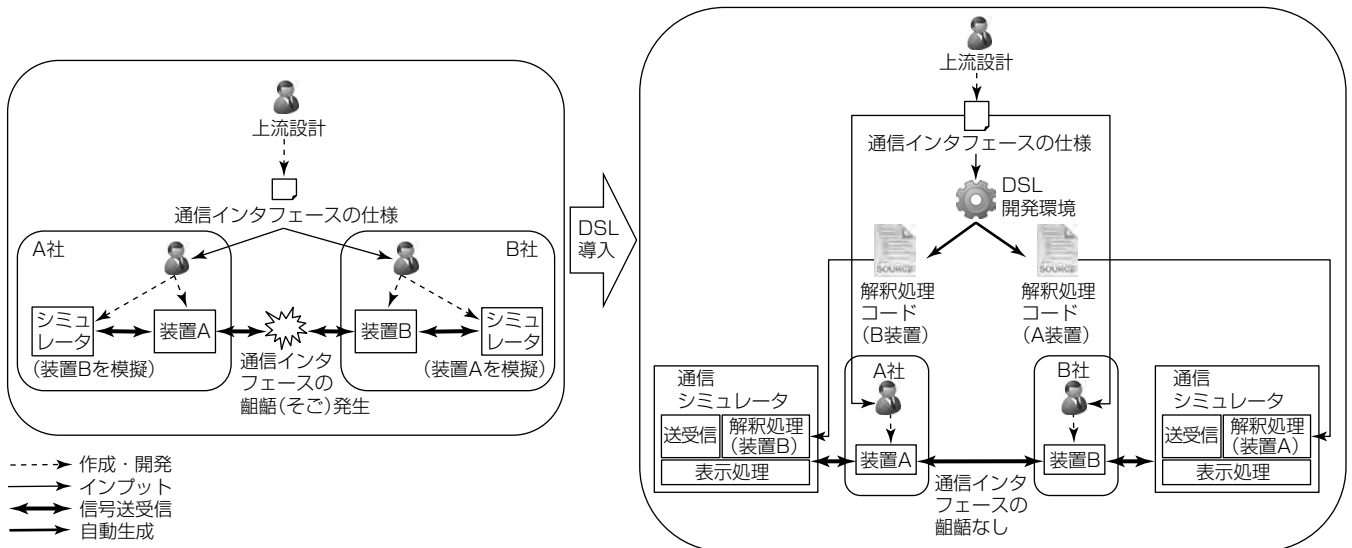 上流設計
通信インタフェースの仕様
A社
B社
シミュ
レータ
装置A
装置B
シミュ
レータ
(装置Bを模擬)
(装置Aを模擬)
通信インタ
フェースの
齟齬(そご)発生
作成・開発
インプット
信号送受信
自動生成
DSL
導入
上流設計
通信インタフェースの仕様
DSL
開発環境
SOURCE
SOURCE
解釈処理
コード
(B装置)
解釈処理
コード
(A装置)
通信
シミュレータ
送受信
解釈処理
(装置B)
表示処理
A社
装置A
B社
装置B
通信
シミュレータ
送受信
解釈処理
(装置A)
表示処理
通信インタ
フェースの
齟齬なし